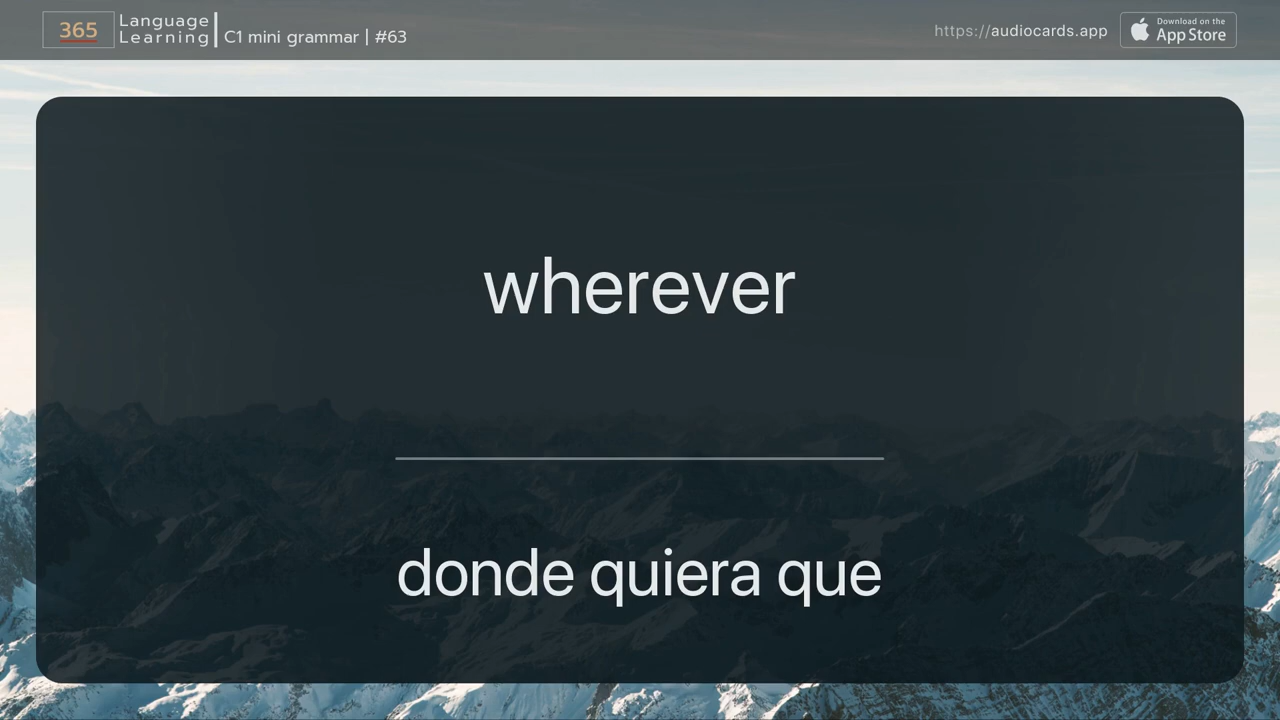 365
Language
Learning
C1 mini grammar | #63
https://audiocards.app
Download on the
App Store
wherever
donde quiera que